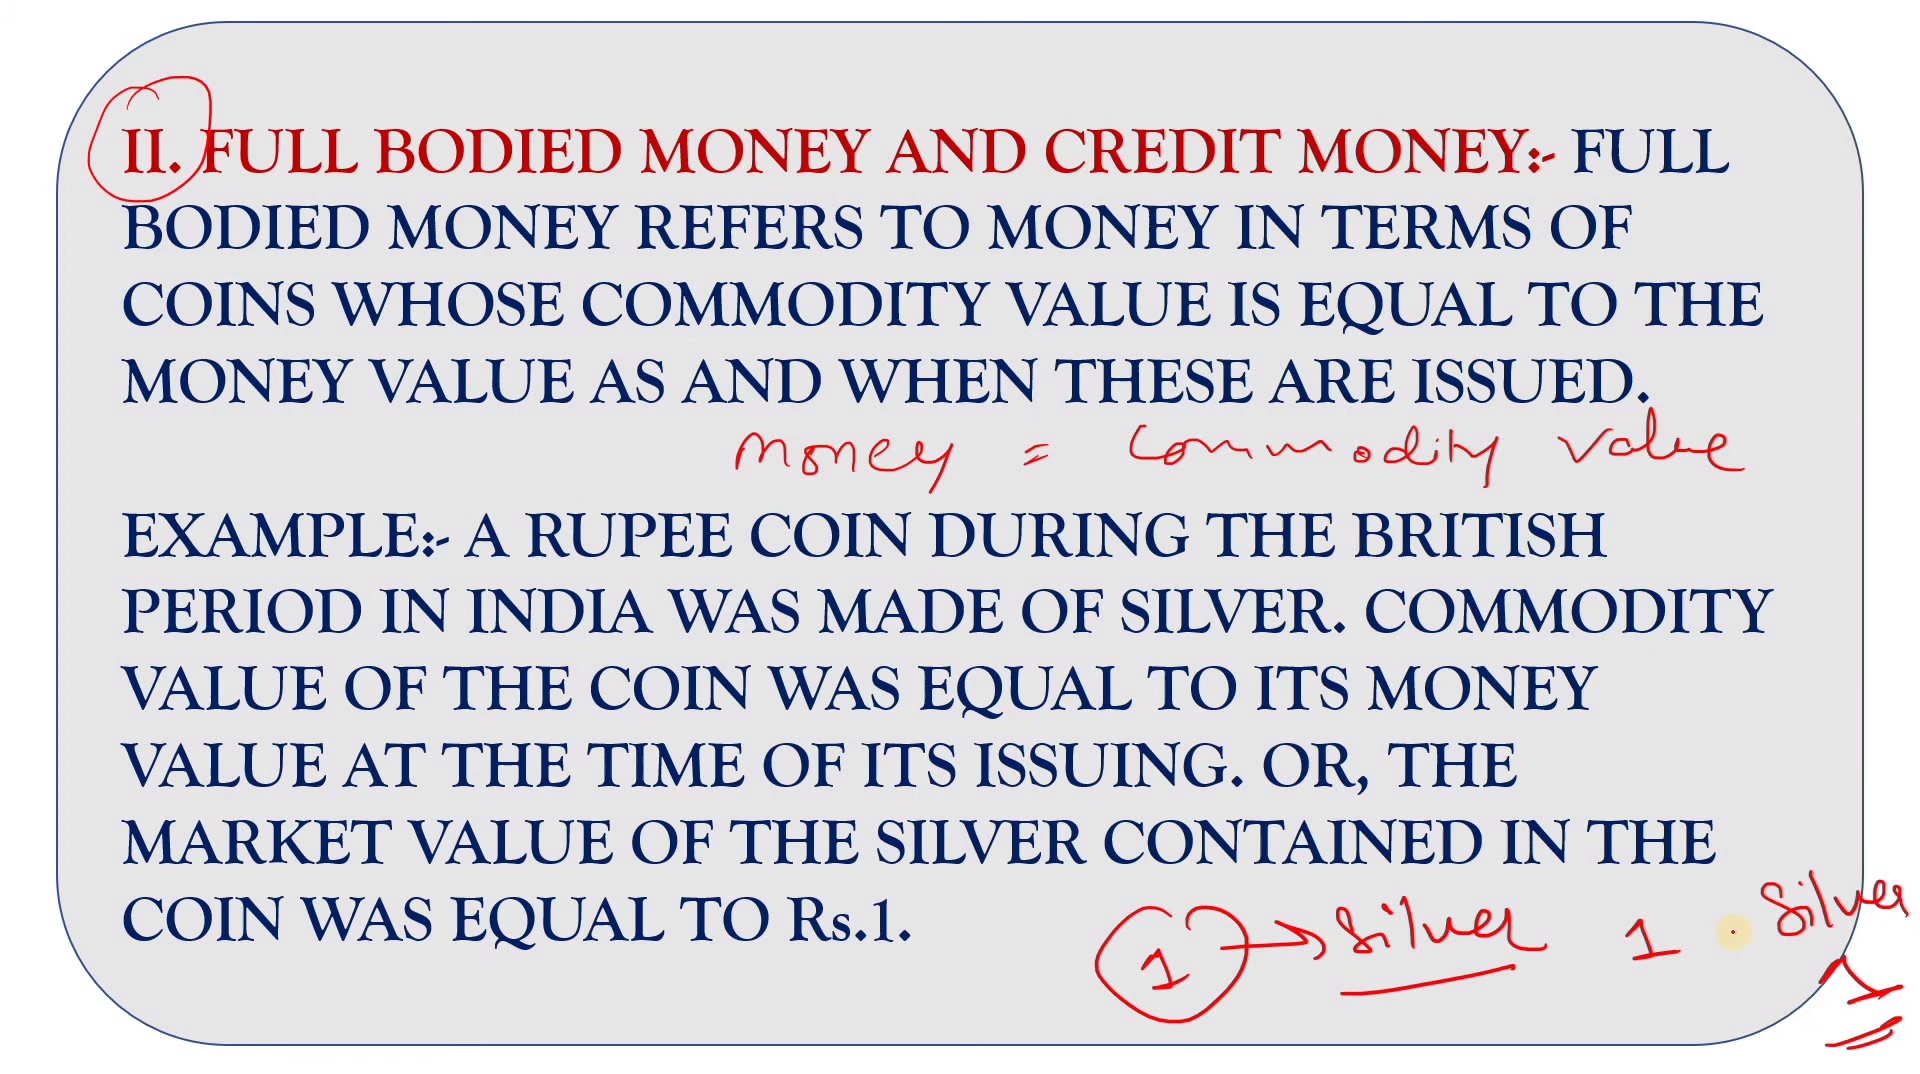 II. FULL BODIED MONEY AND CREDIT MONEY:- FULL
BODIED MONEY REFERS TO MONEY IN TERMS OF
COINS WHOSE COMMODITY VALUE IS EQUAL TO THE
MONEY VALUE AS AND WHEN THESE ARE ISSUED.
money = commodity value
EXAMPLE:- A RUPEE COIN DURING THE BRITISH
PERIOD IN INDIA WAS MADE OF SILVER. COMMODITY
VALUE OF THE COIN WAS EQUAL TO ITS MONEY
VALUE AT THE TIME OF ITS ISSUING. OR, THE
MARKET VALUE OF THE SILVER CONTAINED IN THE
COIN WAS EQUAL TO Rs.1.
1 → Silver 1 Silver
1